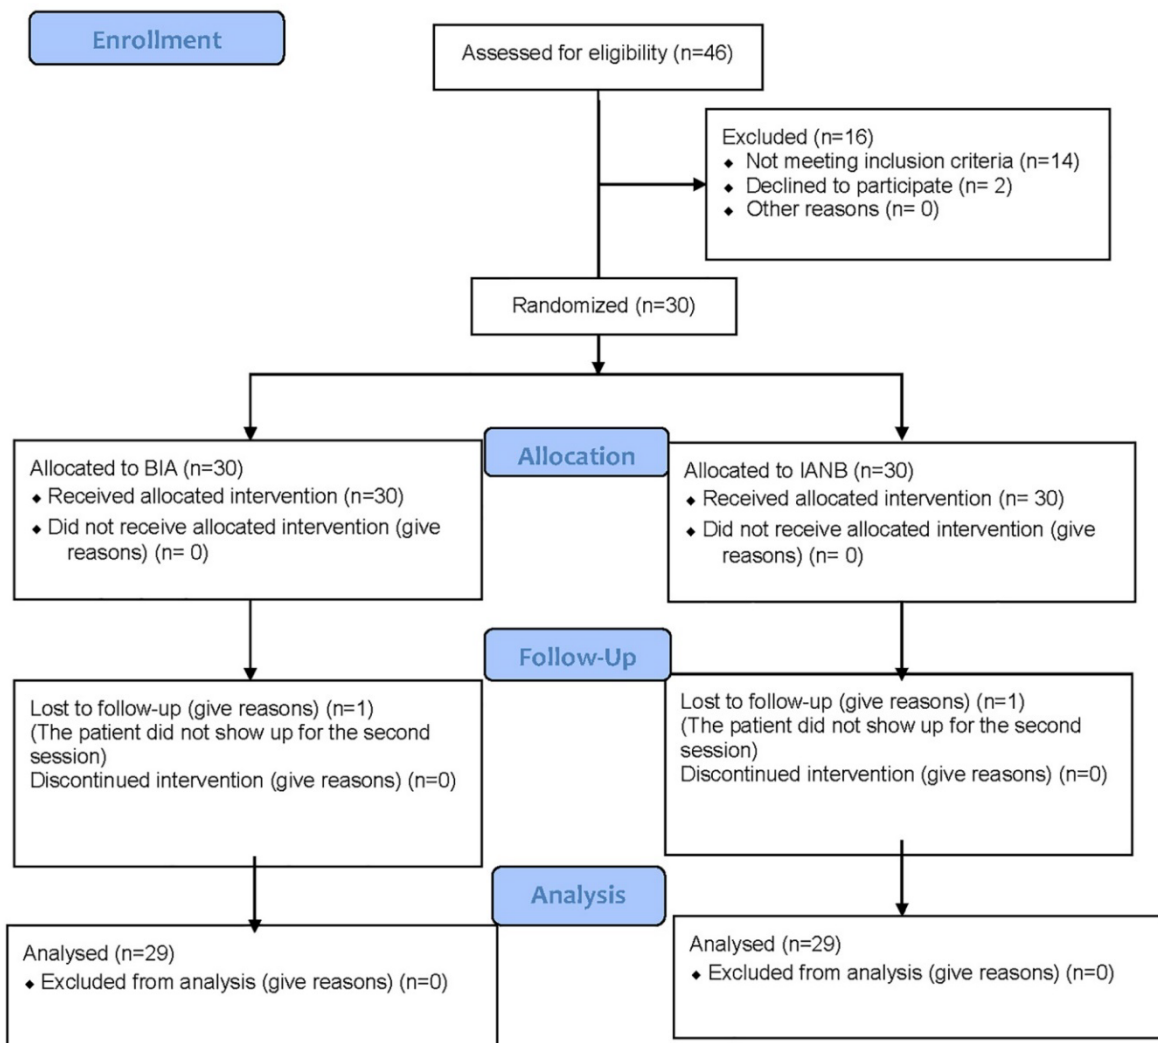 Enrollment
Assessed for eligibility (n=46)
Excluded (n=16)
◆ Not meeting inclusion criteria (n=14)
◆ Declined to participate (n= 2)
◆ Other reasons (n= 0)
Randomized (n=30)
Allocation
Allocated to BIA (n=30)
◆ Received allocated intervention (n=30)
◆ Did not receive allocated intervention (give
reasons) (n= 0)
Allocated to IANB (n=30)
◆ Received allocated intervention (n= 30)
◆ Did not receive allocated intervention (give
reasons) (n= 0)
Follow-Up
Lost to follow-up (give reasons) (n=1)
(The patient did not show up for the second
session)
Discontinued intervention (give reasons) (n=0)
Lost to follow-up (give reasons) (n=1)
(The patient did not show up for the second
session)
Discontinued intervention (give reasons) (n=0)
Analysis
Analysed (n=29)
◆ Excluded from analysis (give reasons) (n=0)
Analysed (n=29)
◆ Excluded from analysis (give reasons) (n=0)